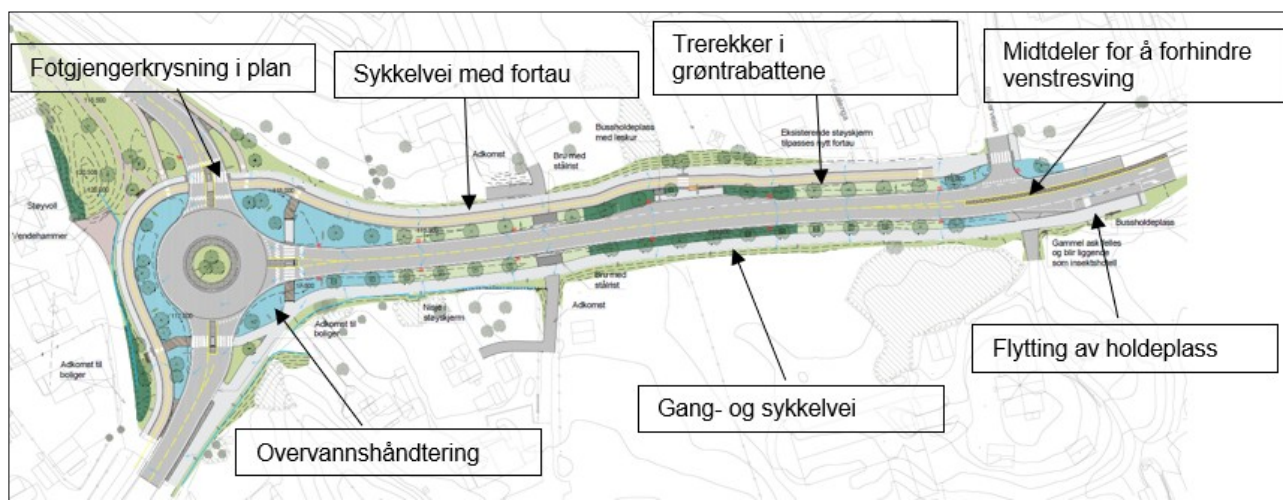 Fotgjengerkrysning i plan
Sykkelvei med fortau
Trerekker i
grøntrabattene
Midtdeler for å forhindre
venstresving
Bussholdeplass
med leskur
Eksisterende støyskjerm
tilpasses nytt fortau
Adkomst
Bru med
stålrist
Støyvoll
Vendehammer
Bussholdeplass
Gammel ask felles
og blir liggende
som insektshotell
Bru med
stålrist
Adkomst
Nisje i
støyskjerm
Adkomst til
boliger
Adkomst til
boliger
Flytting av holdeplass
Gang- og sykkelvei
Overvannshåndtering